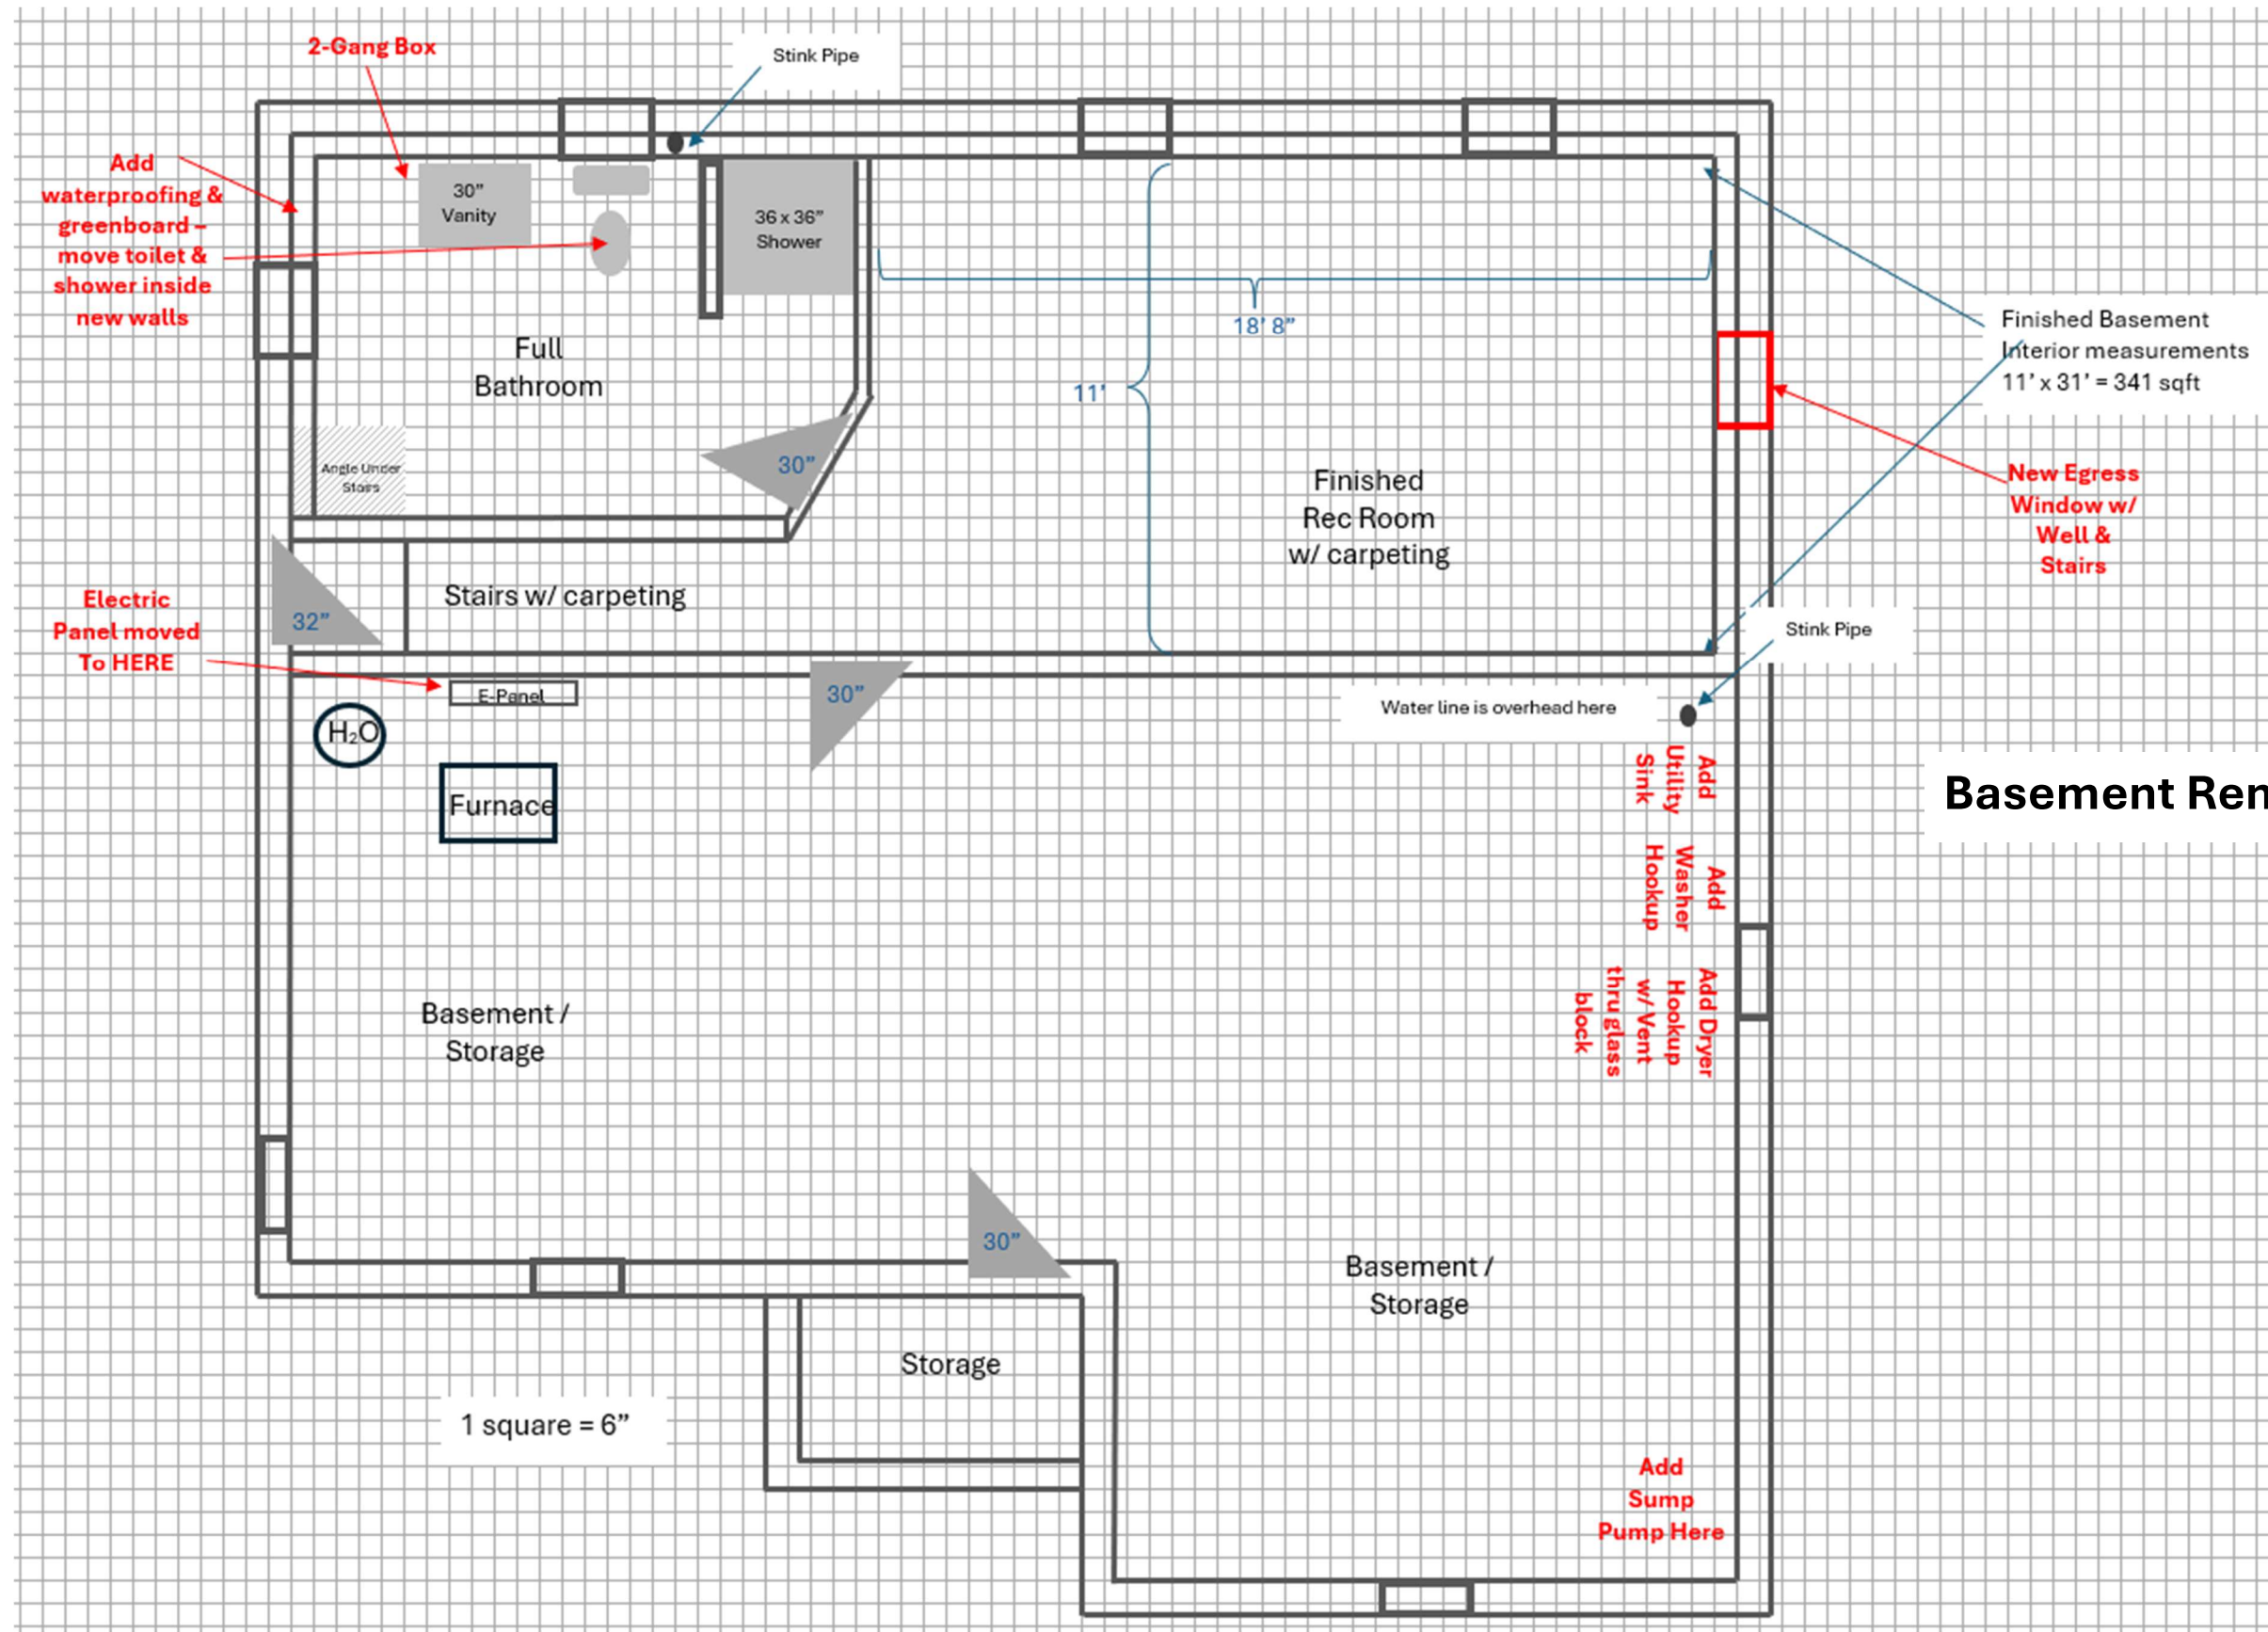 2-Gang Box
Stink Pipe
Add
waterproofing &
greenboard –
move toilet &
shower inside
new walls
30”
Vanity
36 x 36”
Shower
18’ 8”
11’
Full
Bathroom
30”
Angle Under
Stairs
Finished
Rec Room
w/ carpeting
Finished Basement
Interior measurements
11’ x 31’ = 341 sqft
New Egress
Window w/
Well &
Stairs
Electric
Panel moved
To HERE
32”
Stairs w/ carpeting
Stink Pipe
E-Panel
30”
Water line is overhead here
H₂O
Furnace
Add
Utility
Sink
Add
Washer
Hookup
Add Dryer
Hookup
w/ Vent
thru glass
block
Basement Ren
Basement /
Storage
30”
Basement /
Storage
Storage
1 square = 6”
Add
Sump
Pump Here